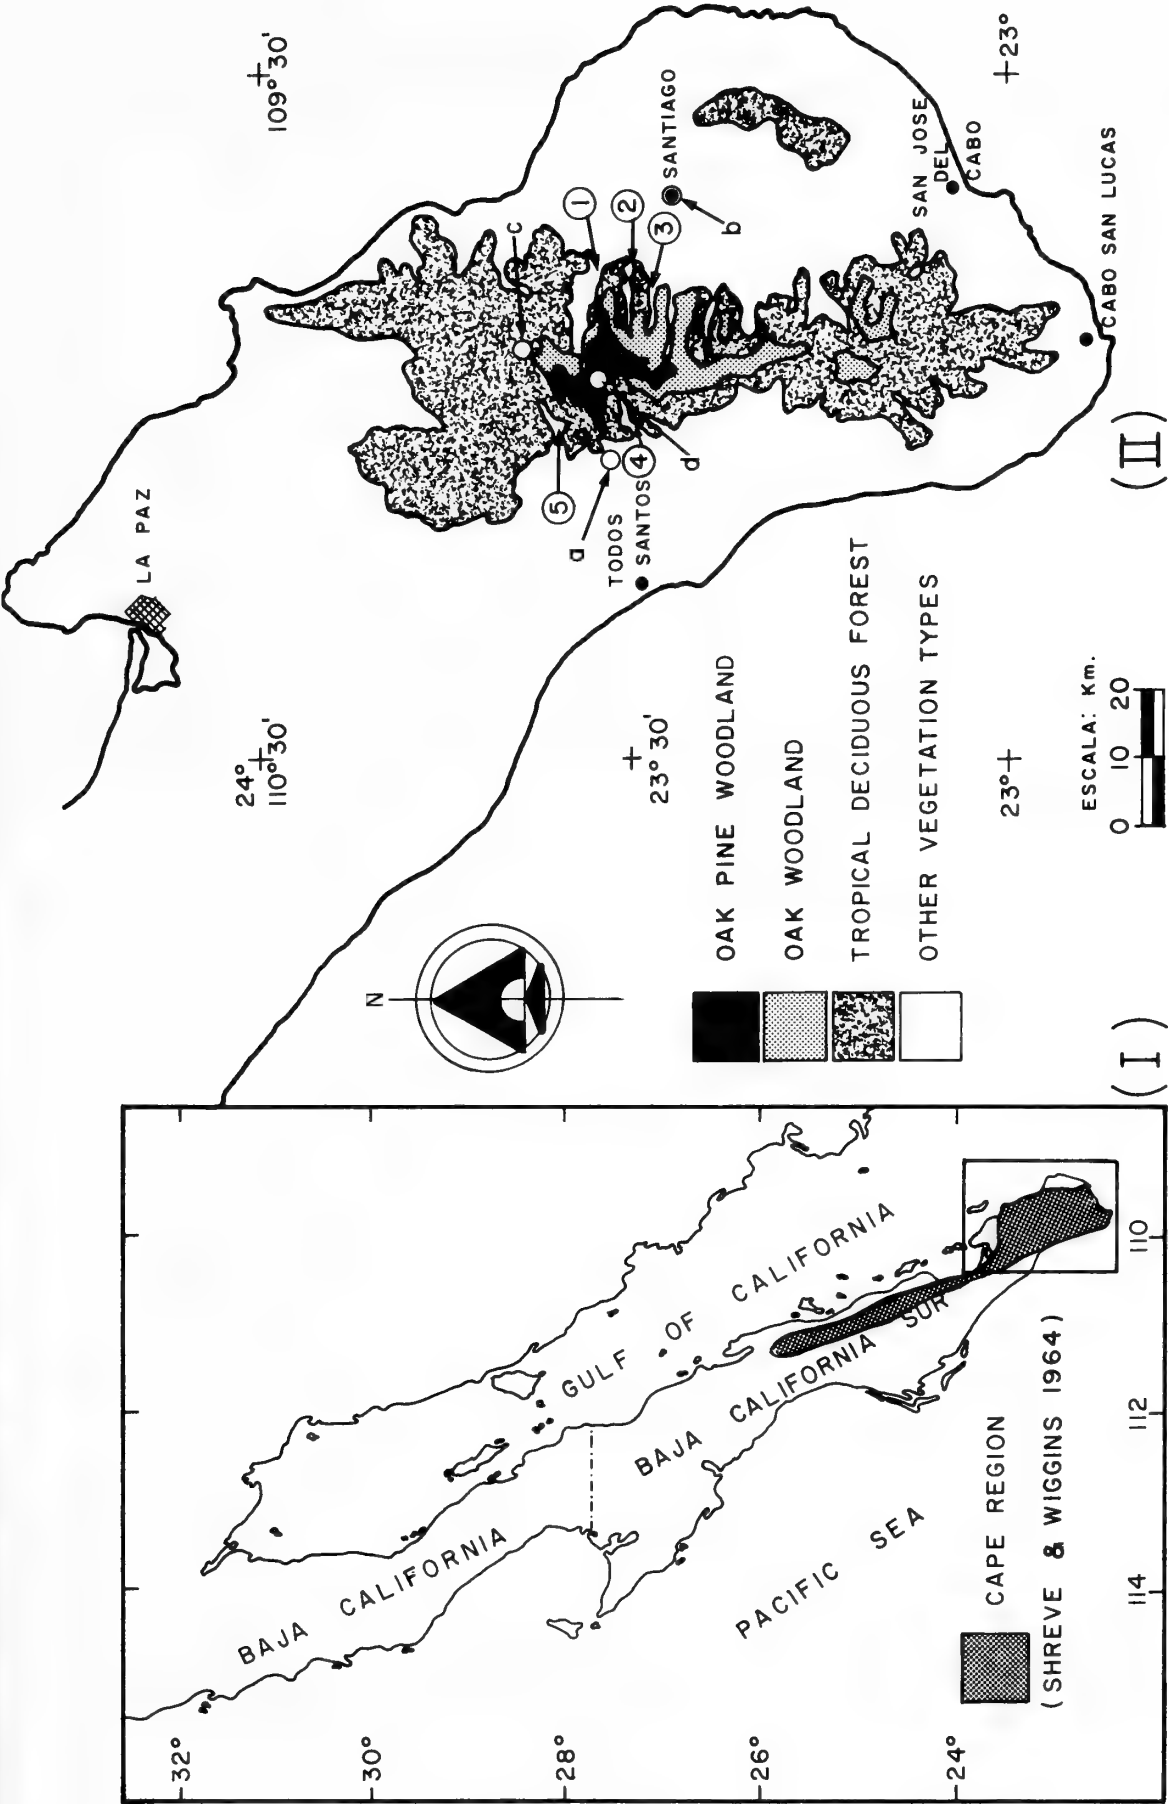 32°
30°
28°
26°
24°
114
112
110
BAJA CALIFORNIA
GULF OF CALIFORNIA
BAJA CALIFORNIA SUR
PACIFIC SEA
CAPE REGION
(SHREVE & WIGGINS 1964)
(I)
N
OAK PINE WOODLAND
OAK WOODLAND
TROPICAL DECIDUOUS FOREST
OTHER VEGETATION TYPES
24°
110° 30'
109° 30'
23° 30'
23°
23°
LA PAZ
TODOS
SANTOS
SANTIAGO
SAN JOSE
DEL
CABO
CABO SAN LUCAS
a
b
c
d
1
2
3
4
5
ESCALA: Km.
0 10 20
(II)